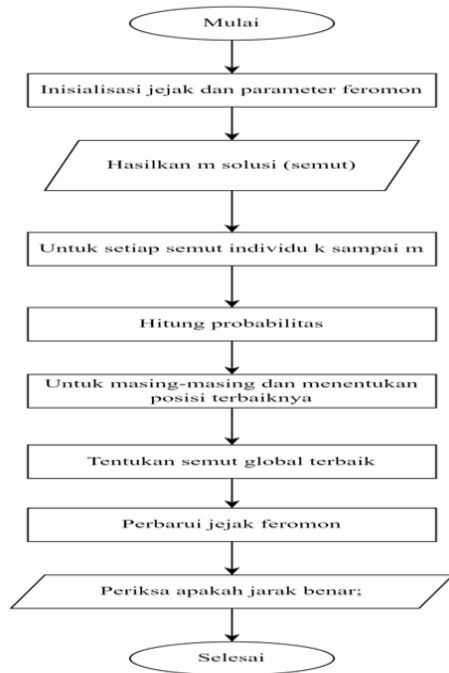 Mulai
Inisialisasi jejak dan parameter feromon
Hasilkan m solusi (semut)
Untuk setiap semut individu k sampai m
Hitung probabilitas
Untuk masing-masing dan menentukan
posisi terbaiknya
Tentukan semut global terbaik
Perbarui jejak feromon
Periksa apakah jarak benar;
Selesai